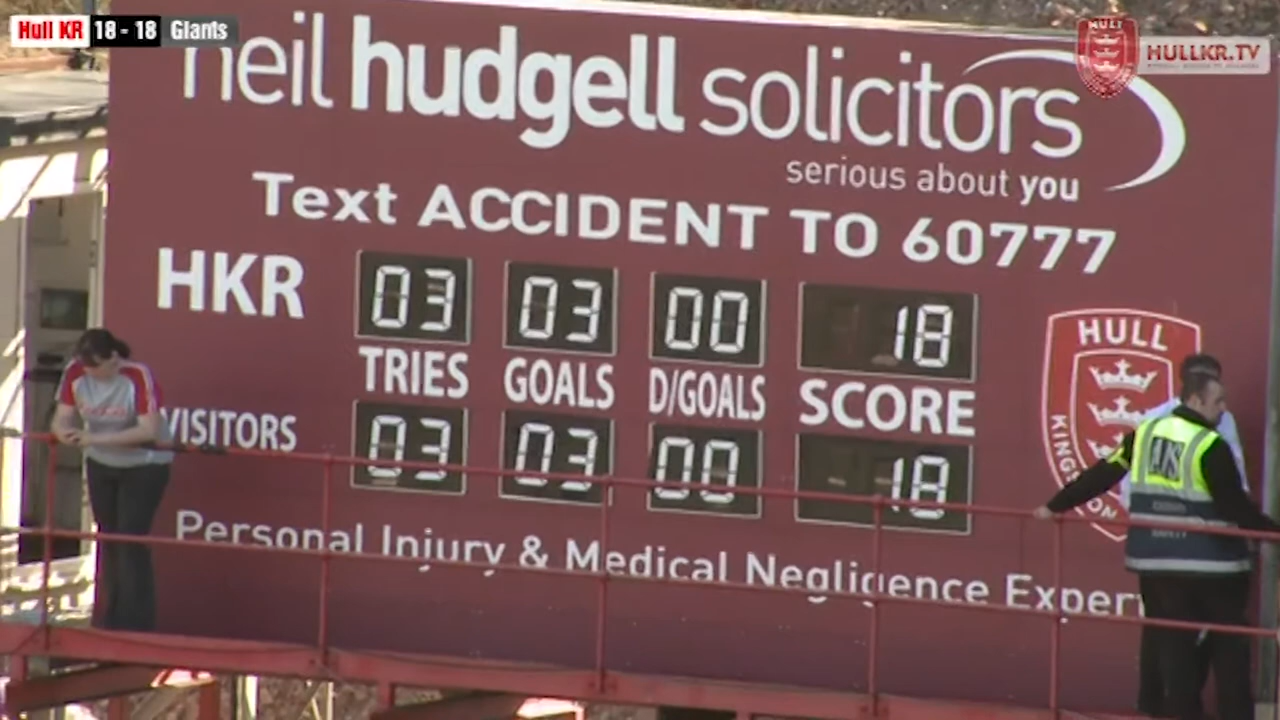 Hull KR 18 - 18 Giants
HULL
HULLKR.TV
neil hudgell solicitors
serious about you
Text ACCIDENT TO 60777
HKR 03 03 00 18
TRIES GOALS D/GOALS SCORE
VISITORS 03 03 00 18
HULL
Personal Injury & Medical Negligence